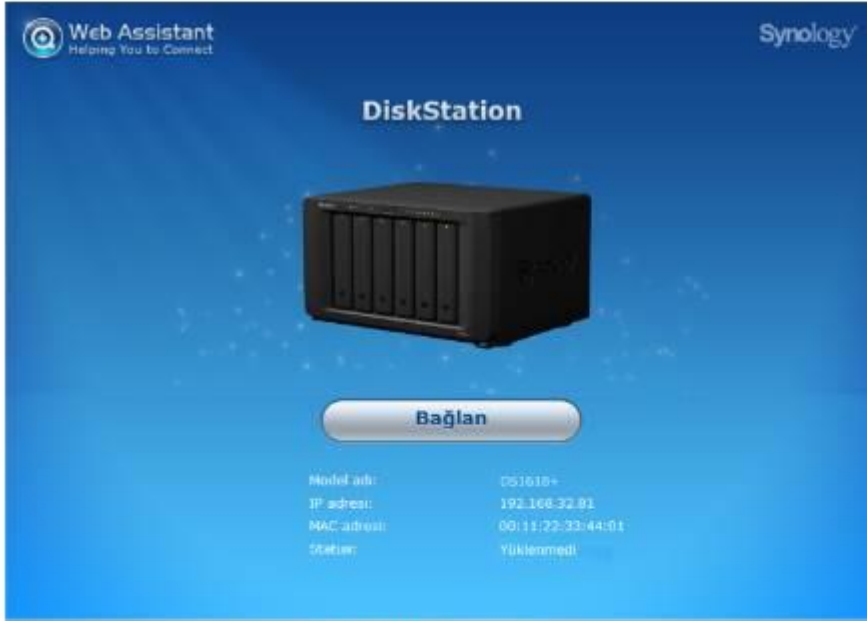 Web Assistant
Helping You to Connect
Synology
DiskStation
Bağlan
Model adı: DS1618+
IP adresi: 192.168.32.81
MAC adresi: 00:11:22:33:44:01
Statüer: Yüklenmedi